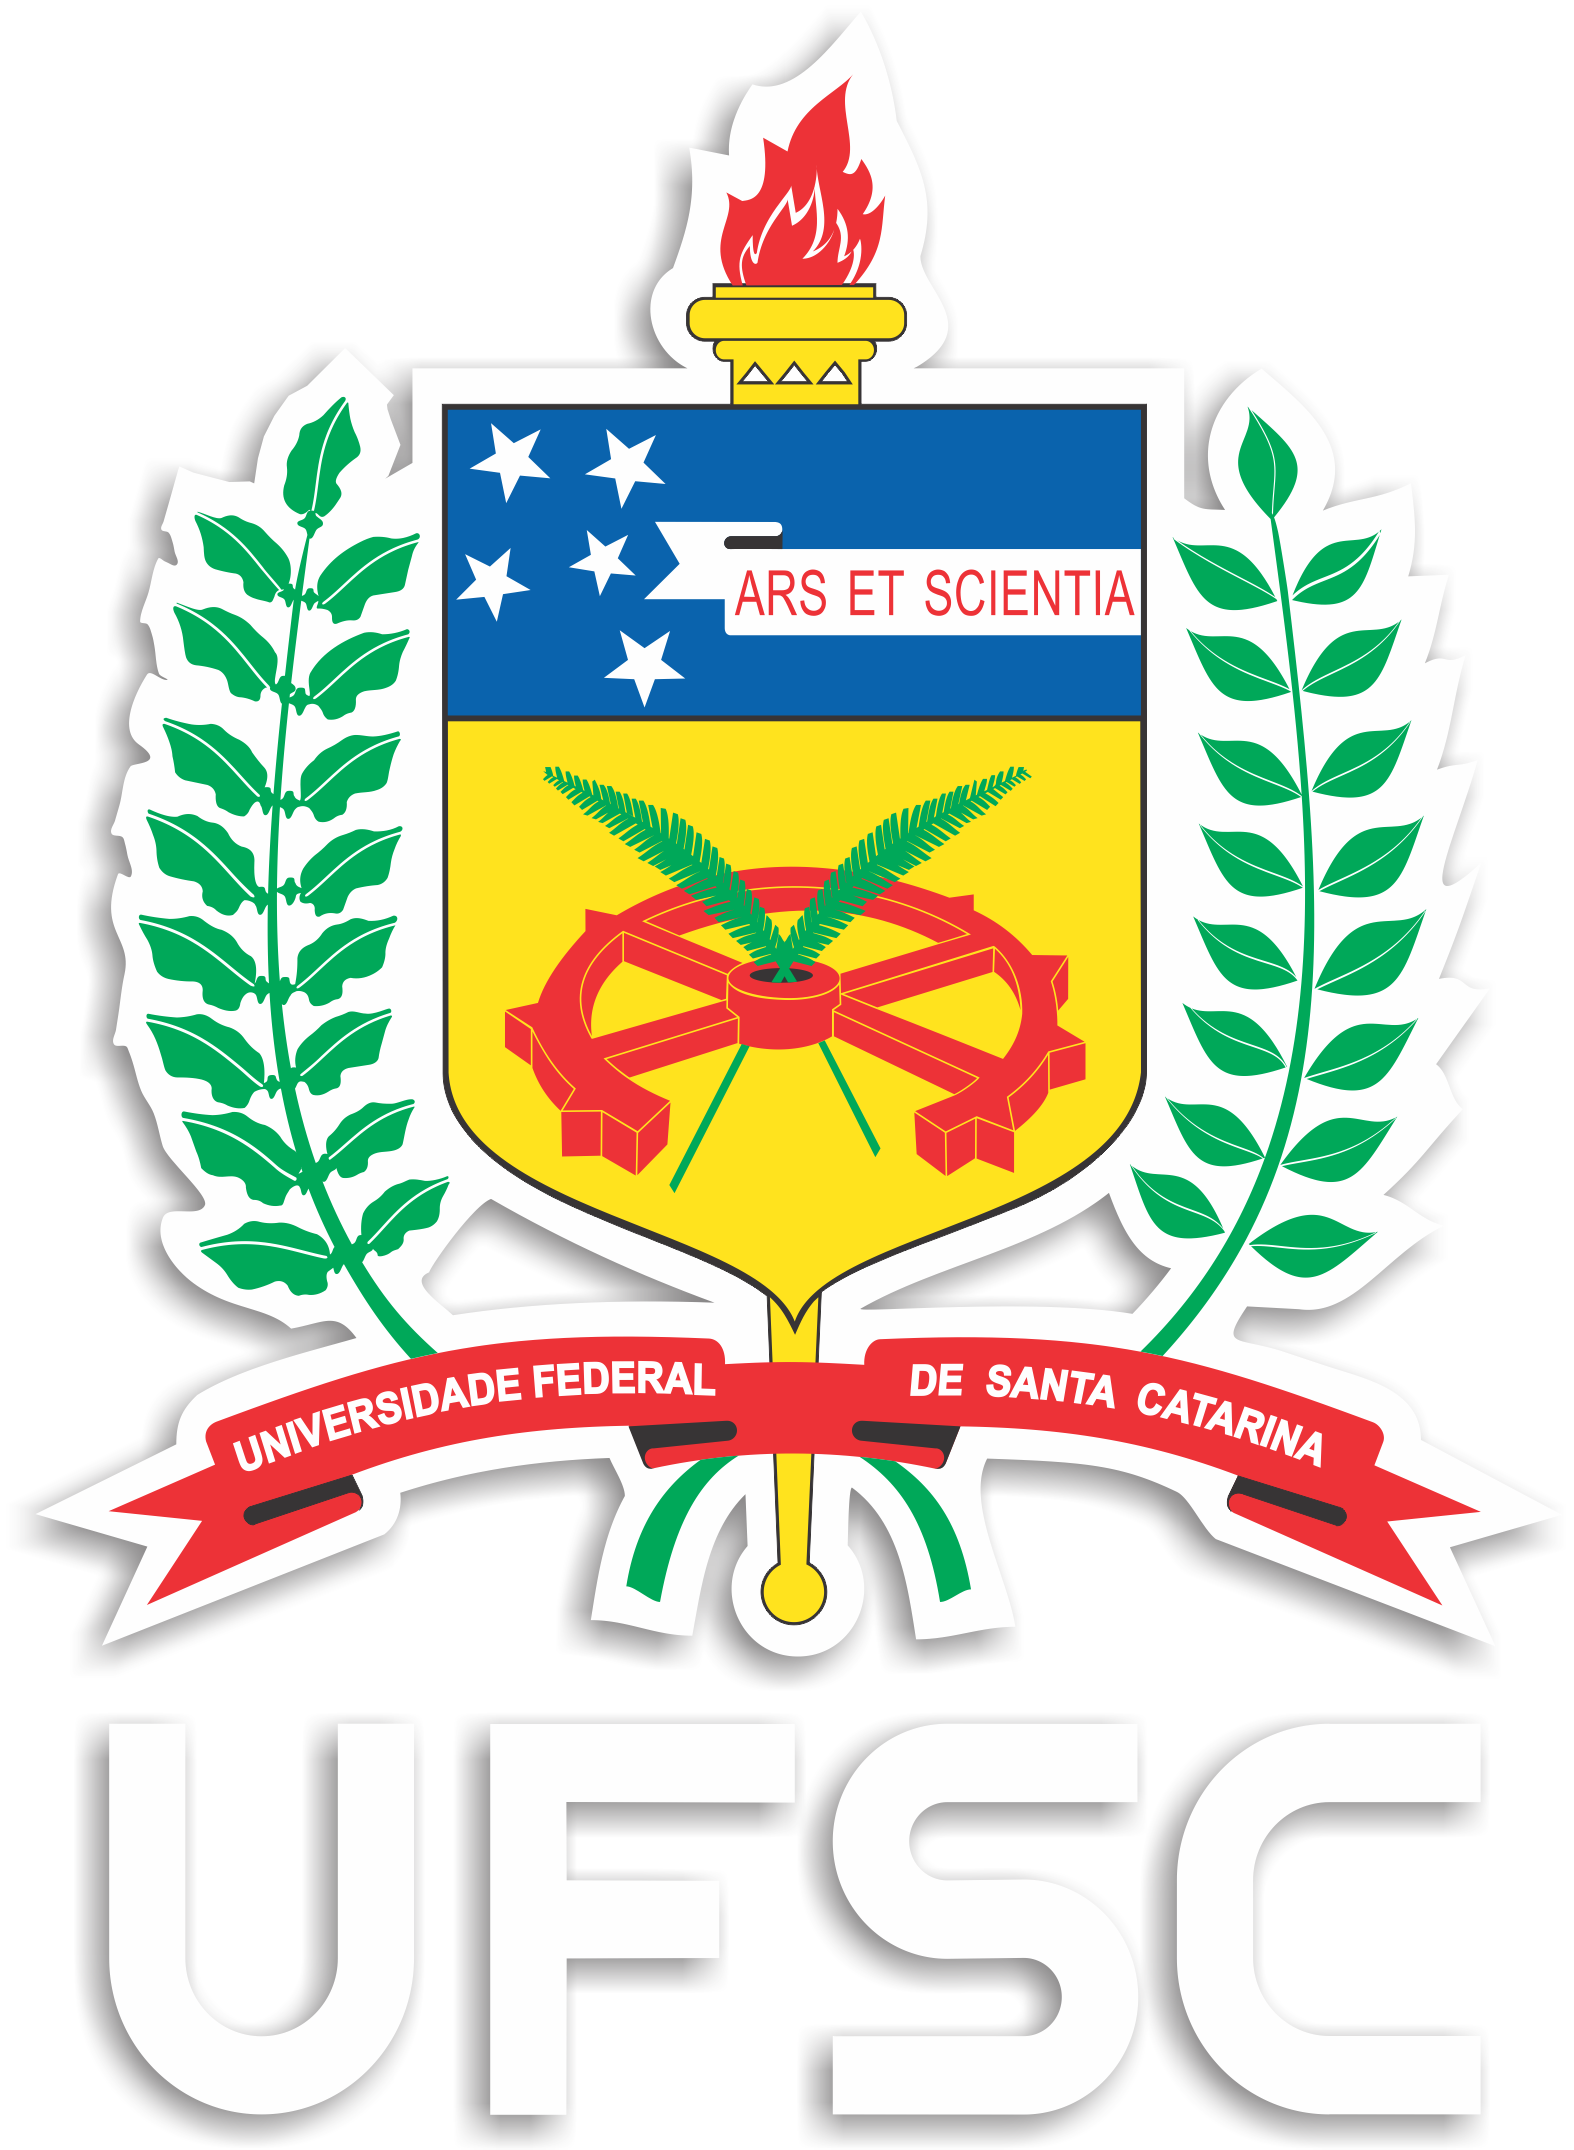 ARS ET SCIENTIA
UNIVERSIDADE FEDERAL DE SANTA CATARINA
UFSC